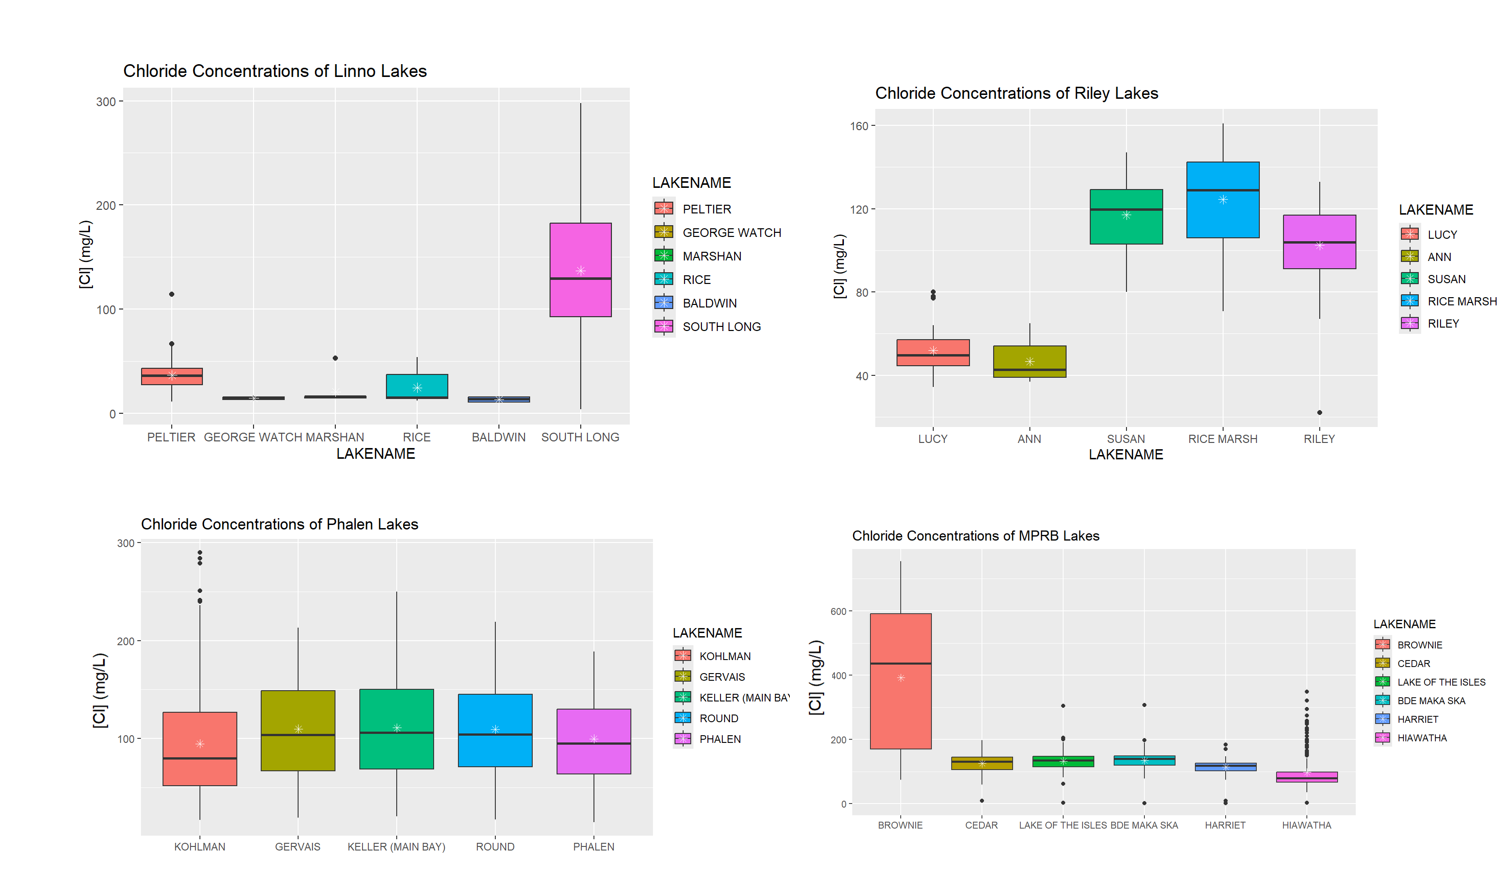 Chloride Concentrations of Linno Lakes
[Cl] (mg/L)
300
200
100
0
PELTIER GEORGE WATCH MARSHAN RICE BALDWIN SOUTH LONG
LAKENAME
LAKENAME
PELTIER
GEORGE WATCH
MARSHAN
RICE
BALDWIN
SOUTH LONG
Chloride Concentrations of Riley Lakes
[Cl] (mg/L)
160
120
80
40
LUCY ANN SUSAN RICE MARSH RILEY
LAKENAME
LAKENAME
LUCY
ANN
SUSAN
RICE MARSH
RILEY
Chloride Concentrations of Phalen Lakes
[Cl] (mg/L)
300
200
100
KOHLMAN GERVAIS KELLER (MAIN BAY) ROUND PHALEN
LAKENAME
KOHLMAN
GERVAIS
KELLER (MAIN BAY
ROUND
PHALEN
Chloride Concentrations of MPRB Lakes
[Cl] (mg/L)
600
400
200
0
BROWNIE CEDAR LAKE OF THE ISLES BDE MAKA SKA HARRIET HIAWATHA
LAKENAME
BROWNIE
CEDAR
LAKE OF THE ISLES
BDE MAKA SKA
HARRIET
HIAWATHA